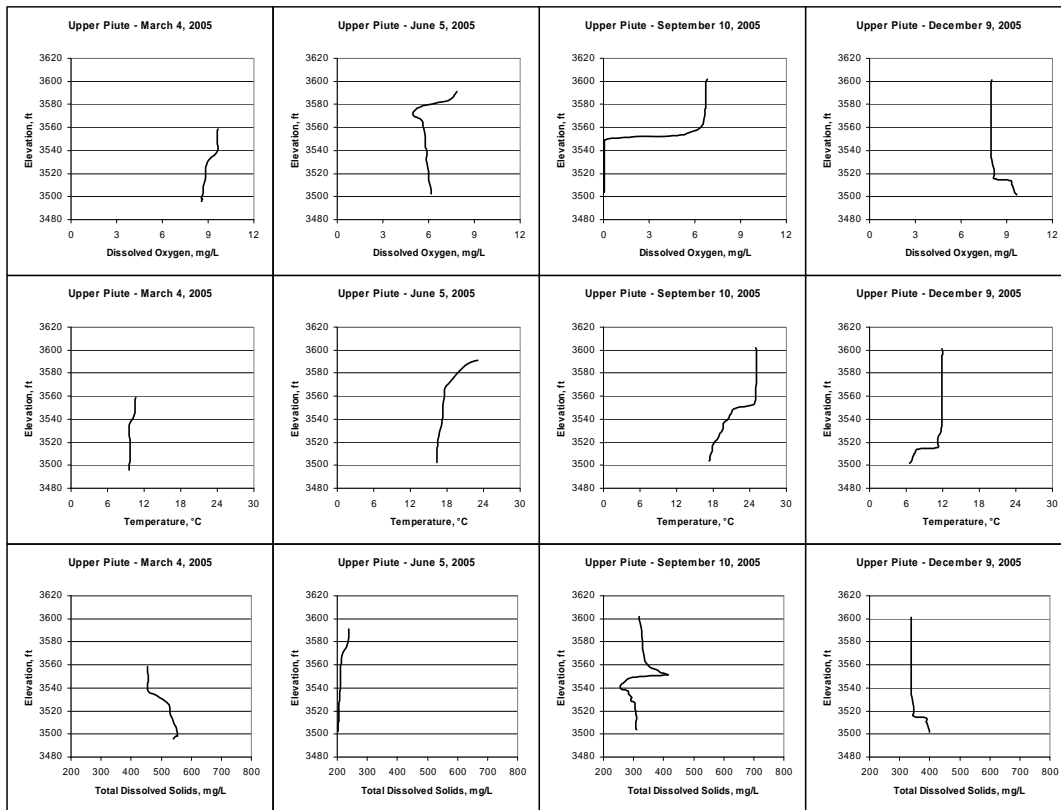 Upper Piute - March 4, 2005
3620
3600
3580
3560
3540
3520
3500
3480
Elevation, ft
0 3 6 9 12
Dissolved Oxygen, mg/L
Upper Piute - June 5, 2005
3620
3600
3580
3560
3540
3520
3500
3480
Elevation, ft
0 3 6 9 12
Dissolved Oxygen, mg/L
Upper Piute - September 10, 2005
3620
3600
3580
3560
3540
3520
3500
3480
Elevation, ft
0 3 6 9 12
Dissolved Oxygen, mg/L
Upper Piute - December 9, 2005
3620
3600
3580
3560
3540
3520
3500
3480
Elevation, ft
0 3 6 9 12
Dissolved Oxygen, mg/L
Upper Piute - March 4, 2005
3620
3600
3580
3560
3540
3520
3500
3480
Elevation, ft
0 6 12 18 24 30
Temperature, °C
Upper Piute - June 5, 2005
3620
3600
3580
3560
3540
3520
3500
3480
Elevation, ft
0 6 12 18 24 30
Temperature, °C
Upper Piute - September 10, 2005
3620
3600
3580
3560
3540
3520
3500
3480
Elevation, ft
0 6 12 18 24 30
Temperature, °C
Upper Piute - December 9, 2005
3620
3600
3580
3560
3540
3520
3500
3480
Elevation, ft
0 6 12 18 24 30
Temperature, °C
Upper Piute - March 4, 2005
3620
3600
3580
3560
3540
3520
3500
3480
Elevation, ft
200 300 400 500 600 700 800
Total Dissolved Solids, mg/L
Upper Piute - June 5, 2005
3620
3600
3580
3560
3540
3520
3500
3480
Elevation, ft
200 300 400 500 600 700 800
Total Dissolved Solids, mg/L
Upper Piute - September 10, 2005
3620
3600
3580
3560
3540
3520
3500
3480
Elevation, ft
200 300 400 500 600 700 800
Total Dissolved Solids, mg/L
Upper Piute - December 9, 2005
3620
3600
3580
3560
3540
3520
3500
3480
Elevation, ft
200 300 400 500 600 700 800
Total Dissolved Solids, mg/L